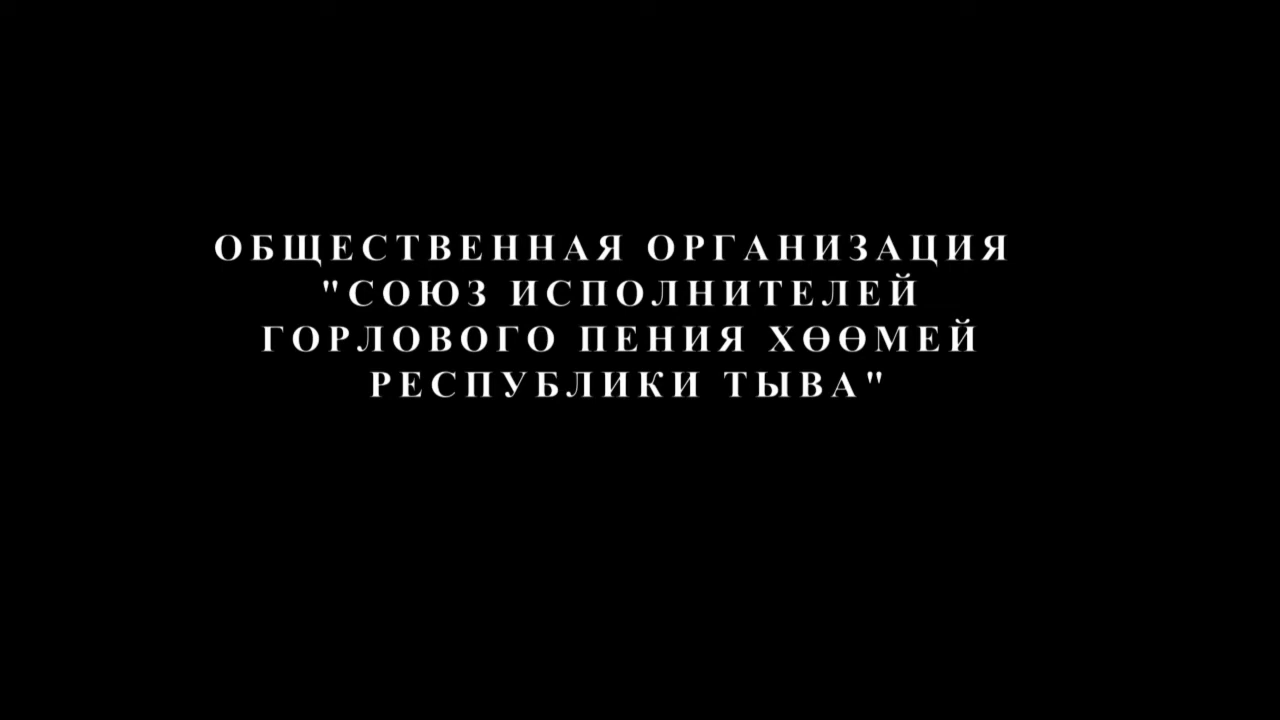 ОБЩЕСТВЕННАЯ ОРГАНИЗАЦИЯ
"СОЮЗ ИСПОЛНИТЕЛЕЙ
ГОРЛОВОГО ПЕНИЯ ХӨӨМЕЙ
РЕСПУБЛИКИ ТЫВА"